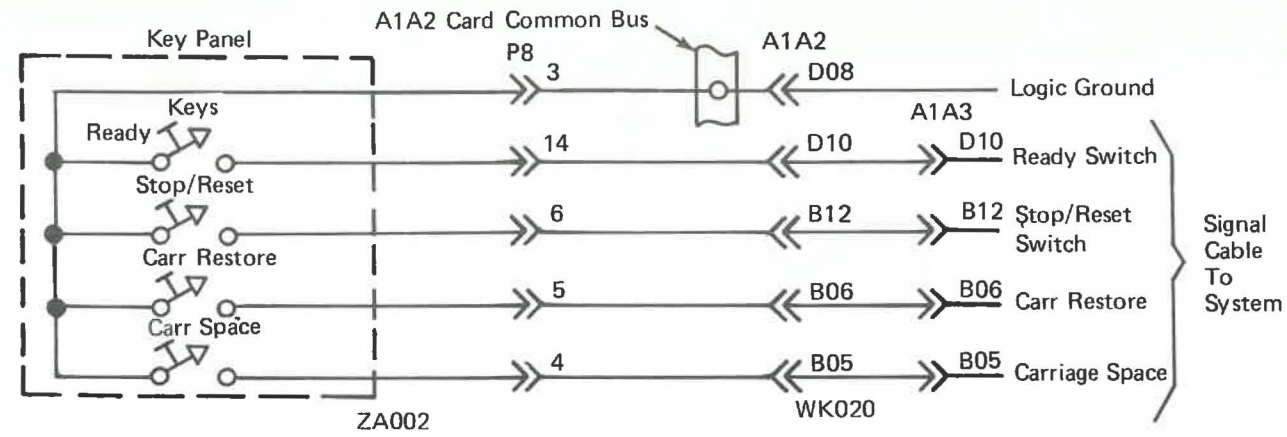 A1A2 Card Common Bus
Key Panel
P8
A1A2
3
D08
Logic Ground
Keys
A1A3
Ready
14
D10
D10
Ready Switch
Stop/Reset
6
B12
B12
Stop/Reset
Switch
Signal
Cable
To
System
Carr Restore
5
B06
B06
Carr Restore
Carr Space
4
B05
B05
Carriage Space
ZA002
WK020